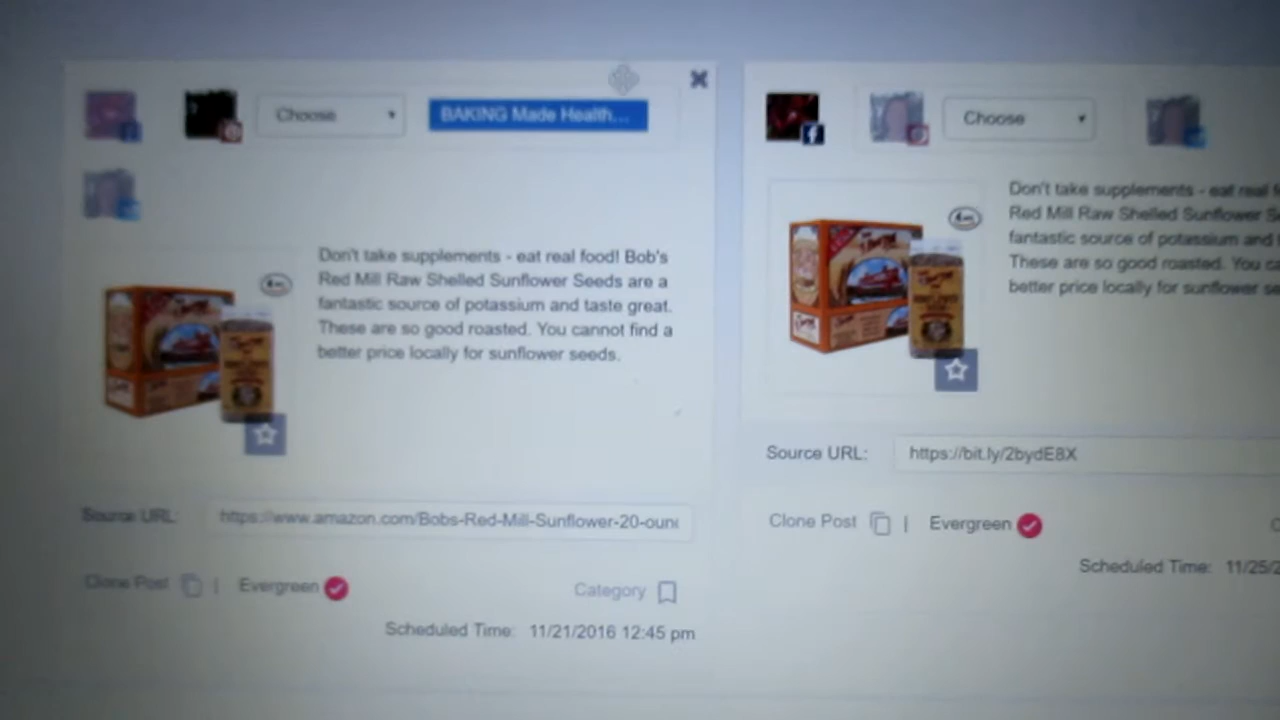 Choose
BAKING Made Health...
Don't take supplements - eat real food! Bob's
Red Mill Raw Shelled Sunflower Seeds are a
fantastic source of potassium and taste great.
These are so good roasted. You cannot find a
better price locally for sunflower seeds.
Source URL:
https://www.amazon.com/Bobs-Red-Mill-Sunflower-20-oun
Clone Post | Evergreen
Category
Scheduled Time: 11/21/2016 12:45 pm
Choose
Don't take supplements - eat real
Red Mill Raw Shelled Sunflower S
fantastic source of potassium and
These are so good roasted. You ca
better price locally for sunflower se
Source URL:
https://bit.ly/2bydE8X
Clone Post | Evergreen
Scheduled Time: 11/25/2